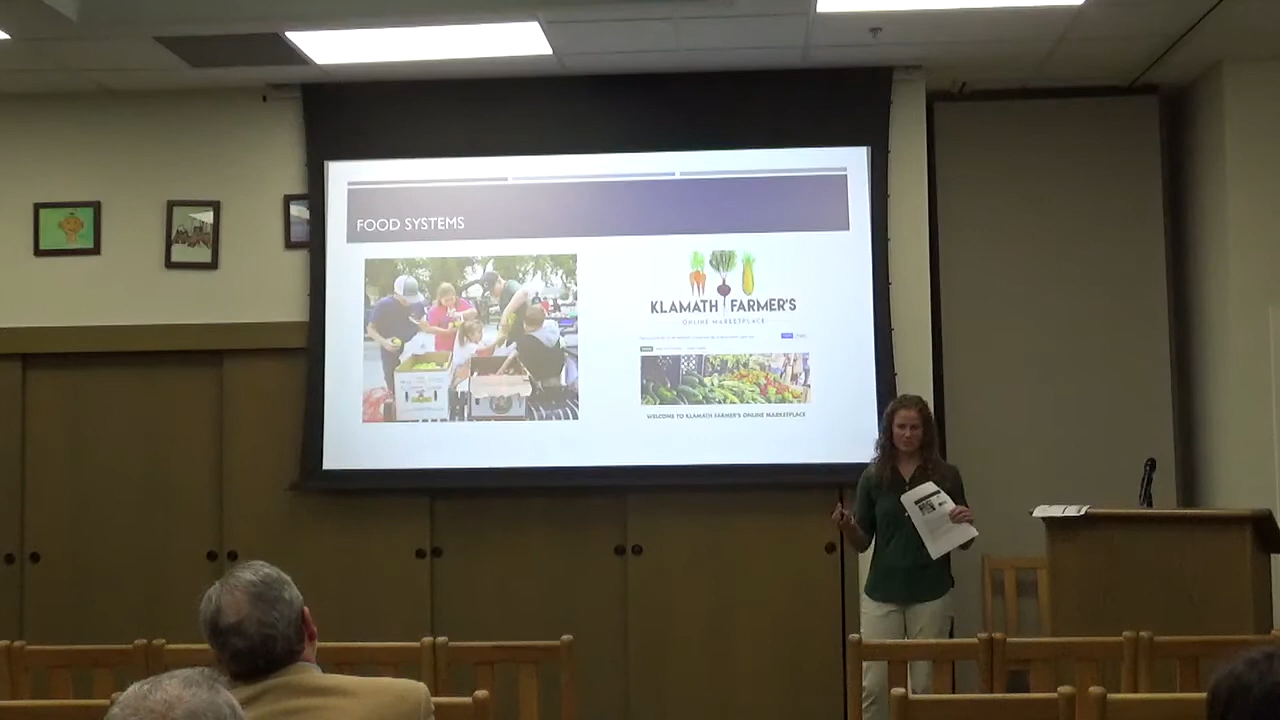 FOOD SYSTEMS
KLAMATH FARMER'S
ONLINE MARKETPLACE
WELCOME TO KLAMATH FARMER'S ONLINE MARKETPLACE